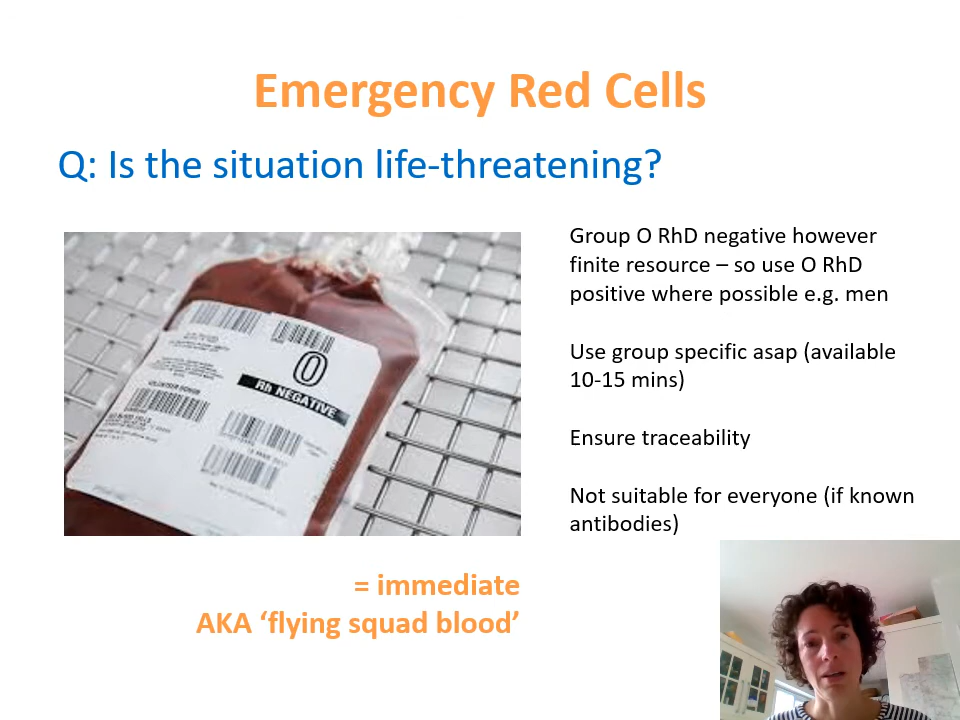 Emergency Red Cells
Q: Is the situation life-threatening?
Group O RhD negative however
finite resource – so use O RhD
positive where possible e.g. men
Use group specific asap (available
10-15 mins)
Ensure traceability
Not suitable for everyone (if known
antibodies)
O
Rh NEGATIVE
VOLUNTEER DONOR
= immediate
AKA ‘flying squad blood’